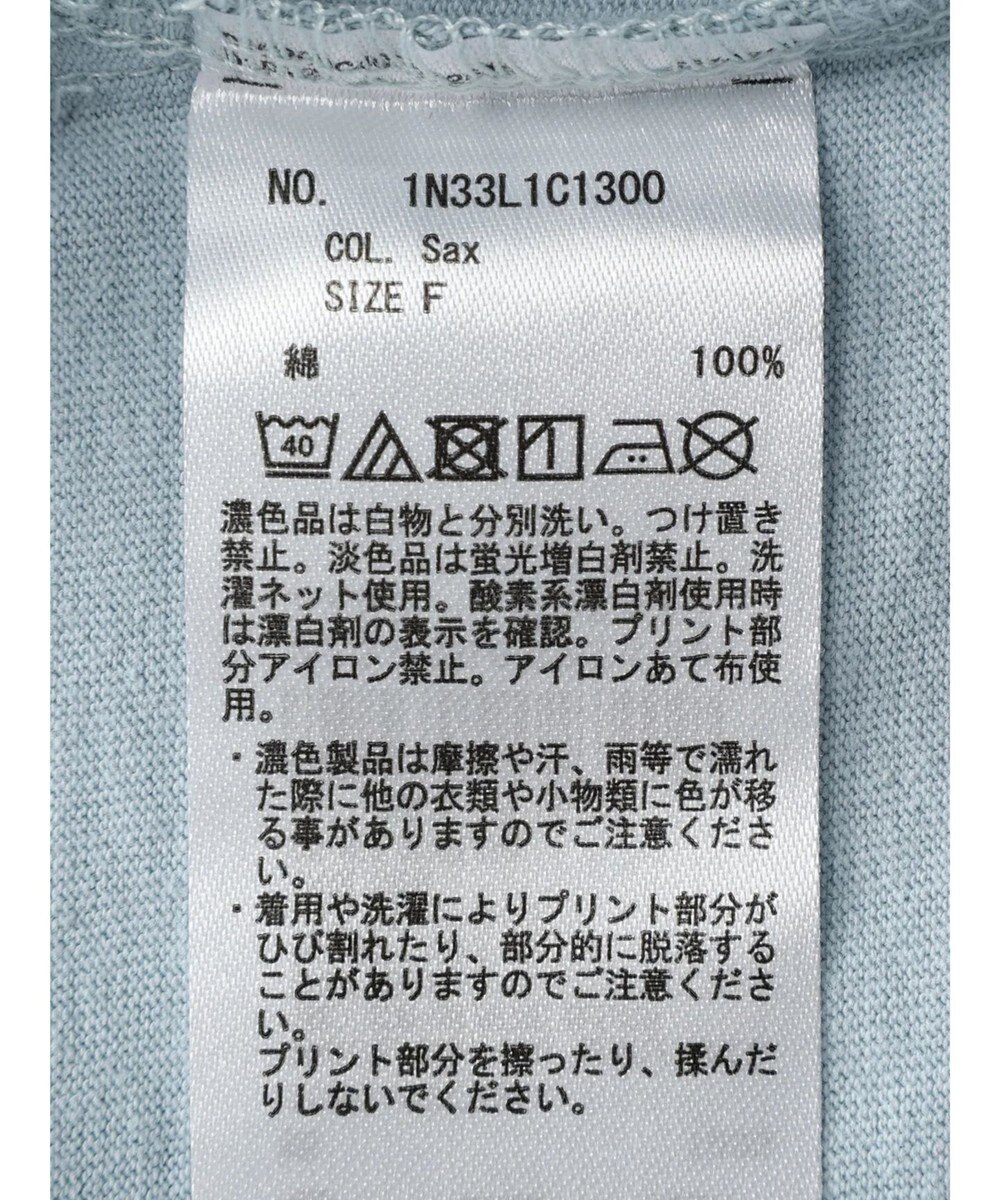 NO. 1N33L1C1300
COL. Sax
SIZE F
綿 100%
40
濃色品は白物と分別洗い。つけ置き
禁止。淡色品は蛍光増白剤禁止。洗
濯ネット使用。酸素系漂白剤使用時
は漂白剤の表示を確認。プリント部
分アイロン禁止。アイロンあて布使
用。
・濃色製品は摩擦や汗、雨等で濡れ
た際に他の衣類や小物類に色が移
る事がありますのでご注意くださ
い。
・着用や洗濯によりプリント部分が
ひび割れたり、部分的に脱落する
ことがありますのでご注意くださ
い。
プリント部分を擦ったり、揉んだ
りしないでください。